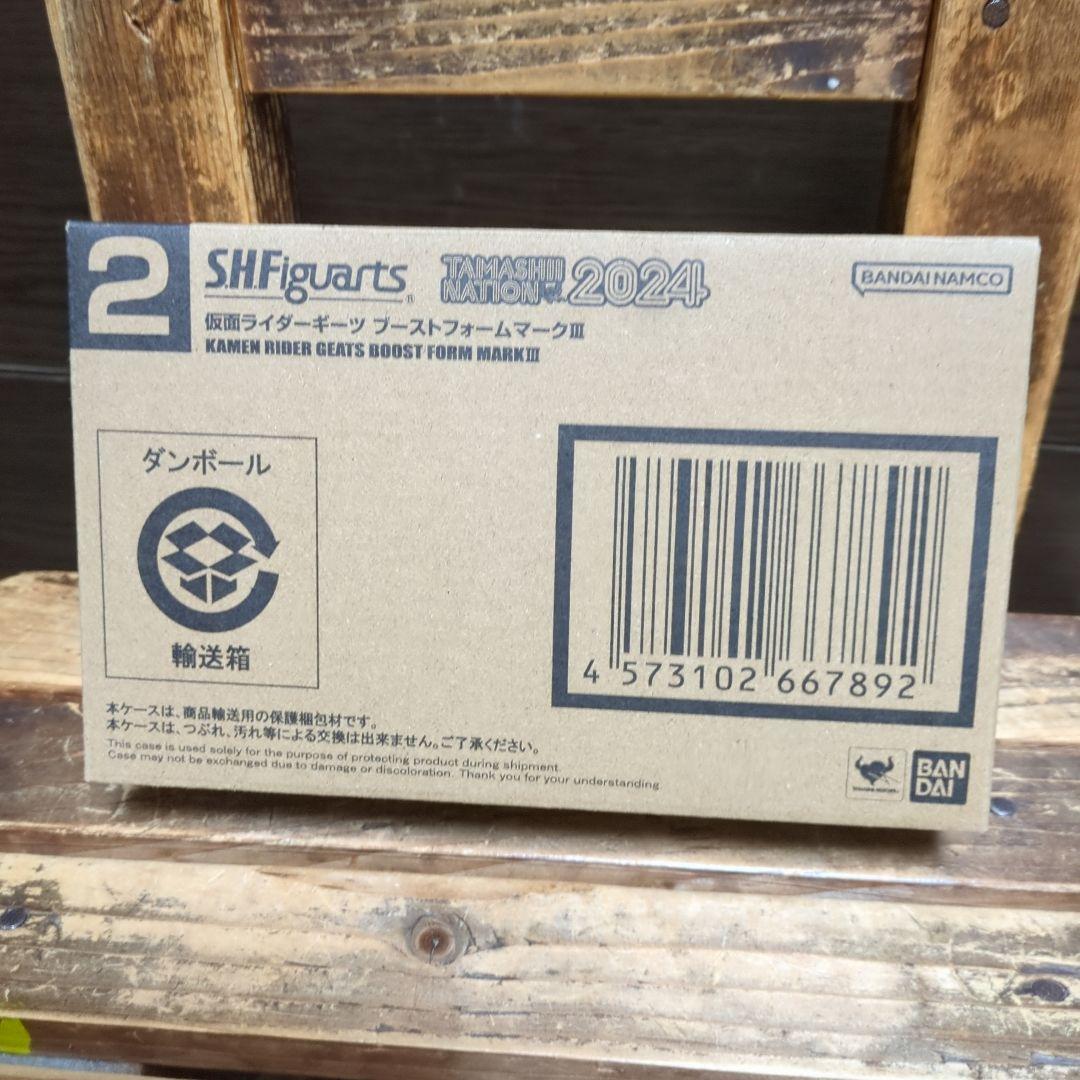 2
S.H.Figuarts
TAMASHII NATION 2024
BANDAI NAMCO
仮面ライダーギーツ ブーストフォームマークⅢ
KAMEN RIDER GEATS BOOST FORM MARKⅢ
ダンボール
輸送箱
4 573102 667892
本ケースは、商品輸送用の保護梱包材です。
本ケースは、つぶれ、汚れ等による交換は出来ません。ご了承ください。
This case is used solely for the purpose of protecting product during shipment.
Case may not be exchanged due to damage or discoloration. Thank you for your understanding
BAN
DAI